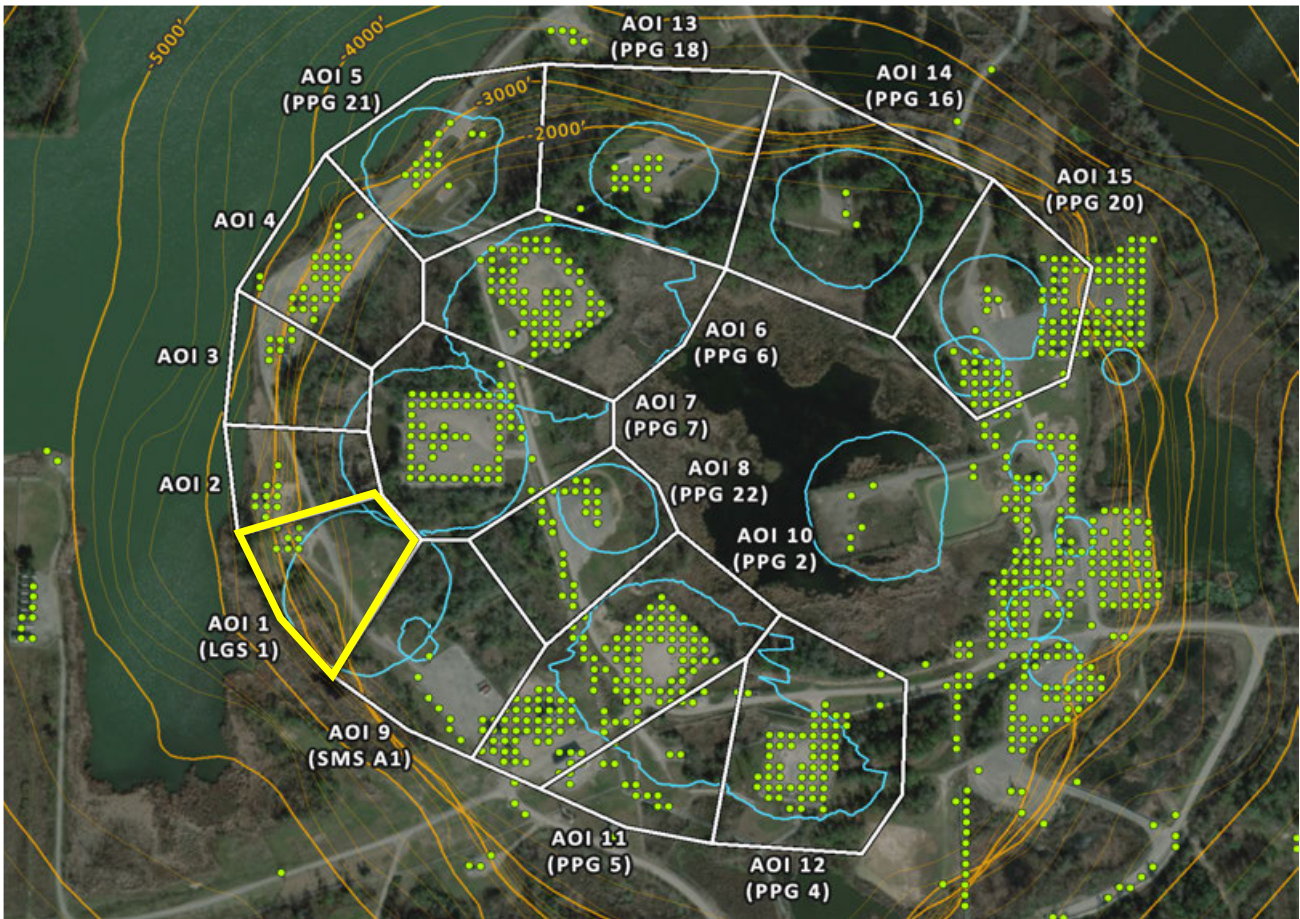 -5000'
-4000'
AOI 13
(PPG 18)
AOI 5
(PPG 21)
AOI 14
(PPG 16)
-3000'
-2000'
AOI 15
(PPG 20)
AOI 4
AOI 3
AOI 6
(PPG 6)
AOI 7
(PPG 7)
AOI 2
AOI 8
(PPG 22)
AOI 10
(PPG 2)
AOI 1
(LGS 1)
AOI 9
(SMS A1)
AOI 11
(PPG 5)
AOI 12
(PPG 4)